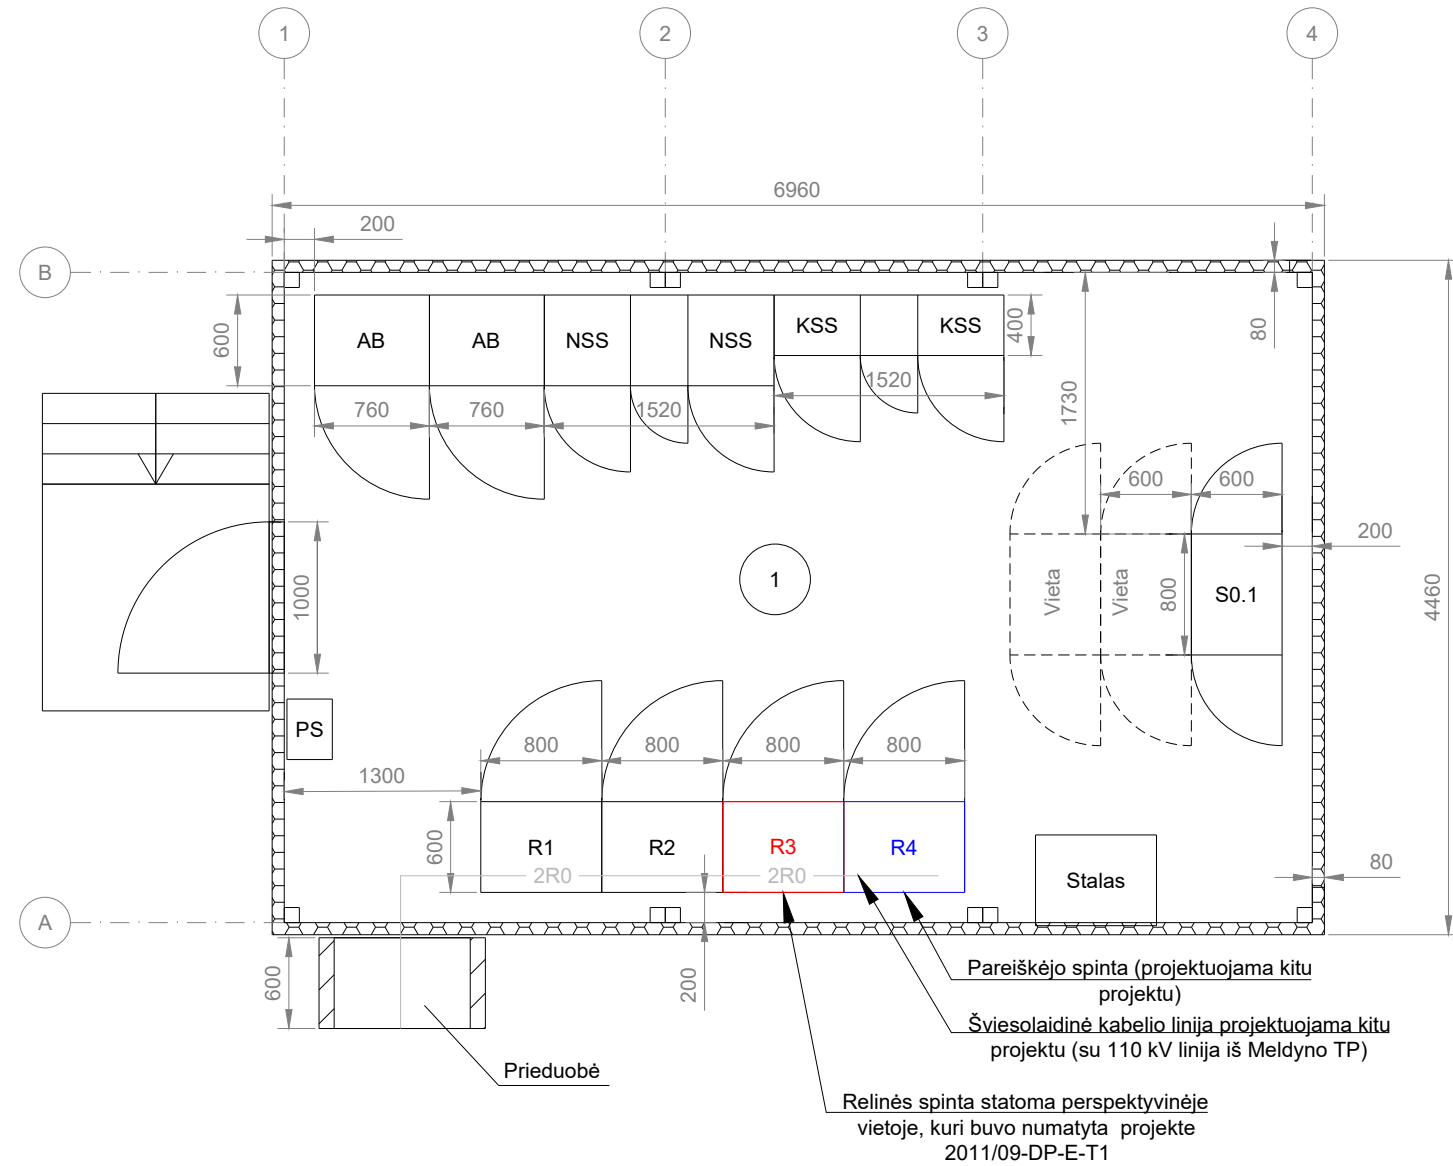 1
2
3
4
6960
200
B
600
AB
AB
NSS
NSS
KSS
KSS
400
80
1730
760
760
1520
1520
600
600
200
1000
1
Vieta
Vieta
800
S0.1
4460
PS
1300
800
800
800
800
600
R1
R2
R3
R4
2R0
2R0
Stalas
80
A
600
200
Pareiškėjo spinta (projektuojama kitu
projektu)
Šviesolaidinė kabelio linija projektuojama kitu
projektu (su 110 kV linija iš Meldyno TP)
Prieduobė
Relinės spinta statoma perspektyvinėje
vietoje, kuri buvo numatyta projekte
2011/09-DP-E-T1